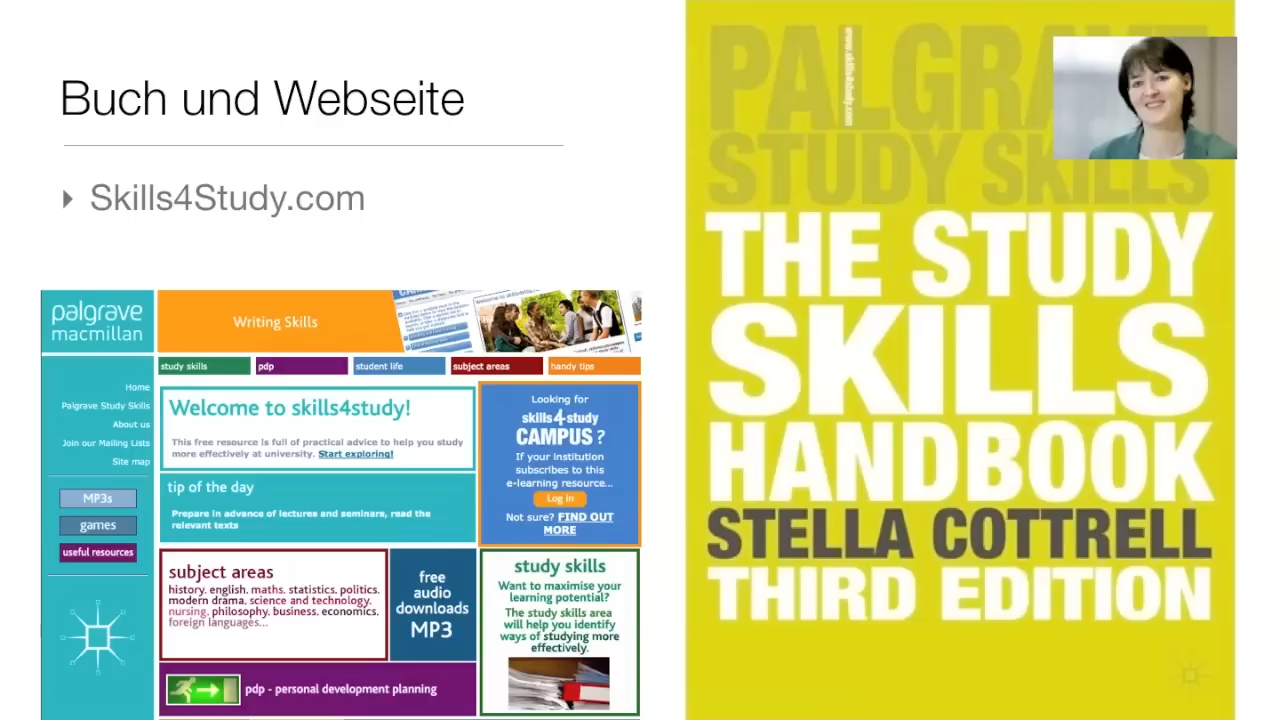 Buch und Webseite
Skills4Study.com
palgrave
macmillan
Writing Skills
study skills
pdp
student life
subject areas
handy tips
Home
Palgrave Study Skills
About us
Join our Mailing Lists
Site map
MP3s
games
useful resources
Welcome to skills4study!
This free resource is full of practical advice to help you study
more effectively at university. Start exploring!
tip of the day
Prepare in advance of lectures end seminars, read the
relevant texts
Looking for
skills4study
CAMPUS?
If your institution
subscribes to this
e-learning resource...
Log in
Not sure? FIND OUT
MORE
subject areas
history. english. maths. statistics. politics.
modern drama. science and technology.
nursing. philosophy. business. economics.
foreign languages...
free
audio
downloads
MP3
study skills
Want to maximise your
learning potential?
The study skills area
will help you identify
ways of studying more
effectively.
pdp - personal development planning
PALGRA
STUDY SKILLS
www.skills4study.com
THE STUDY
SKILLS
HANDBOOK
STELLA COTTRELL
THIRD EDITION